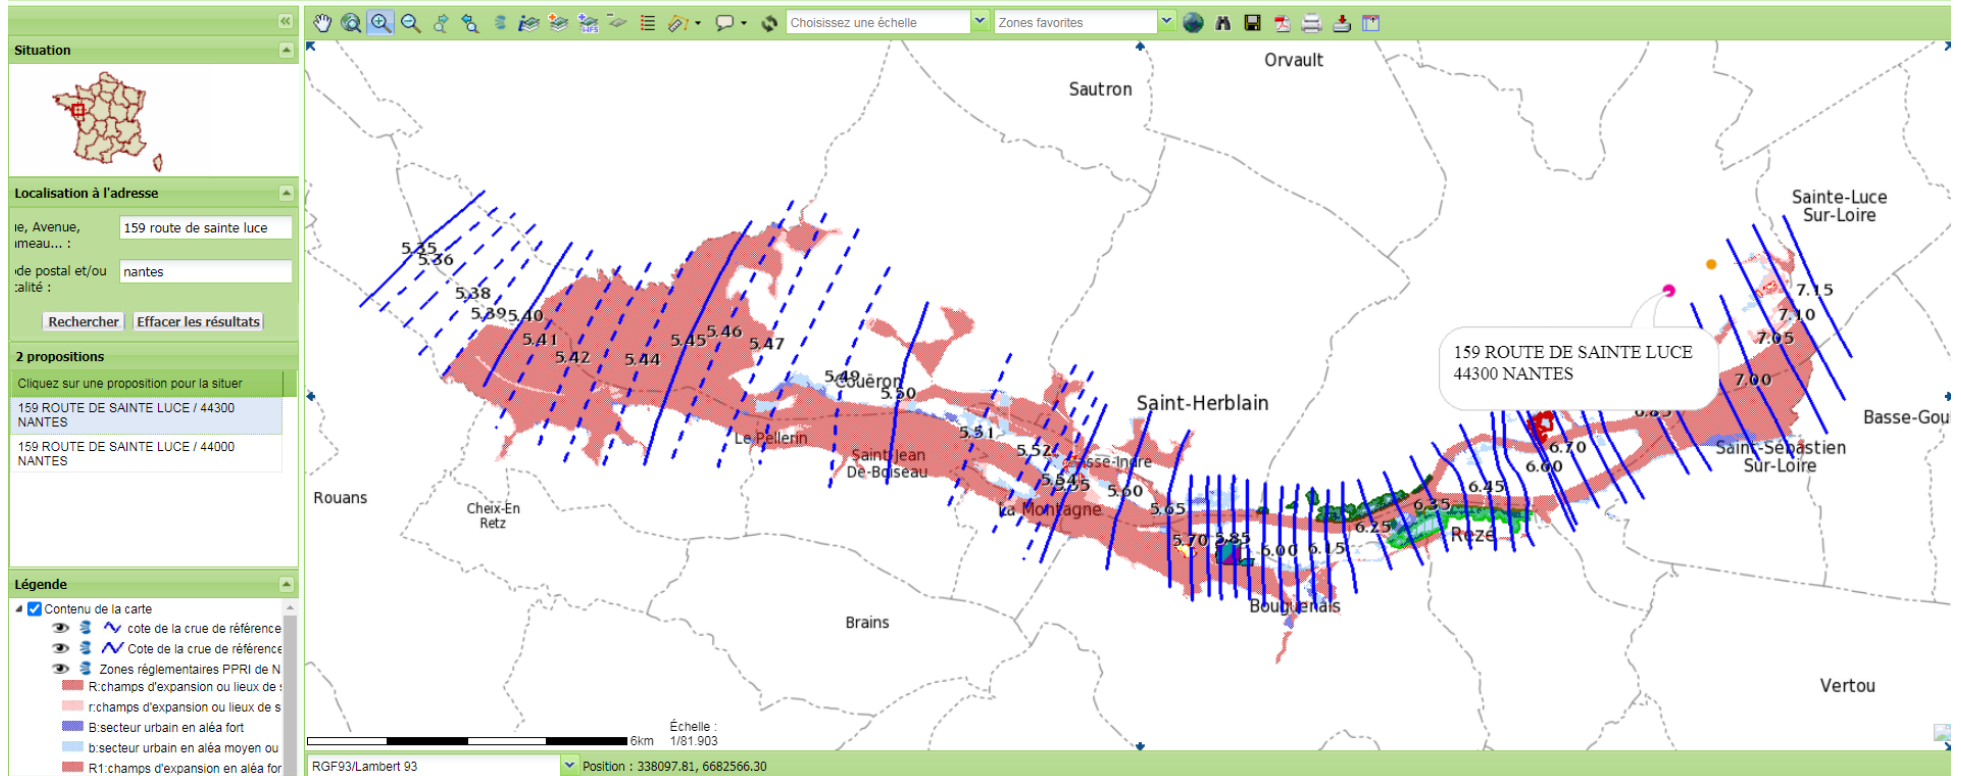 Choisissez une échelle
Zones favorites
Situation
Localisation à l'adresse
Avenue,
159 route de sainte luce
postal et/ou
nantes
Rechercher
Effacer les résultats
2 propositions
Cliquez sur une proposition pour la situer
159 ROUTE DE SAINTE LUCE / 44300
NANTES
159 ROUTE DE SAINTE LUCE / 44000
NANTES
Légende
Contenu de la carte
cote de la crue de référence
Cote de la crue de référence
Zones réglementaires PPRI de N
R:champs d'expansion ou lieux de
r:champs d'expansion ou lieux de s
B:secteur urbain en aléa fort
b:secteur urbain en aléa moyen ou
R1:champs d'expansion en aléa for
Orvault
Sautron
Sainte-Luce
Sur-Loire
5.35
5.36
5.38
5.39
5.40
5.41
5.42
5.44
5.45
5.46
5.47
5.49
Couëron
5.50
5.51
5.52
5.54
5.55
5.60
5.65
5.70
5.85
6.00
6.15
6.25
6.35
6.45
6.60
6.70
6.85
7.00
7.05
7.10
7.15
159 ROUTE DE SAINTE LUCE
44300 NANTES
Saint-Herblain
Le Pellerin
Saint-Jean
De-Boiseau
Basse-Indre
La Montagne
Rouans
Cheix-En
Retz
Rezé
Saint-Sébastien
Sur-Loire
Basse-Gou
Bouguenais
Brains
Vertou
6km
Échelle :
1/81.903
RGF93/Lambert 93
Position : 338097.81, 6682566.30